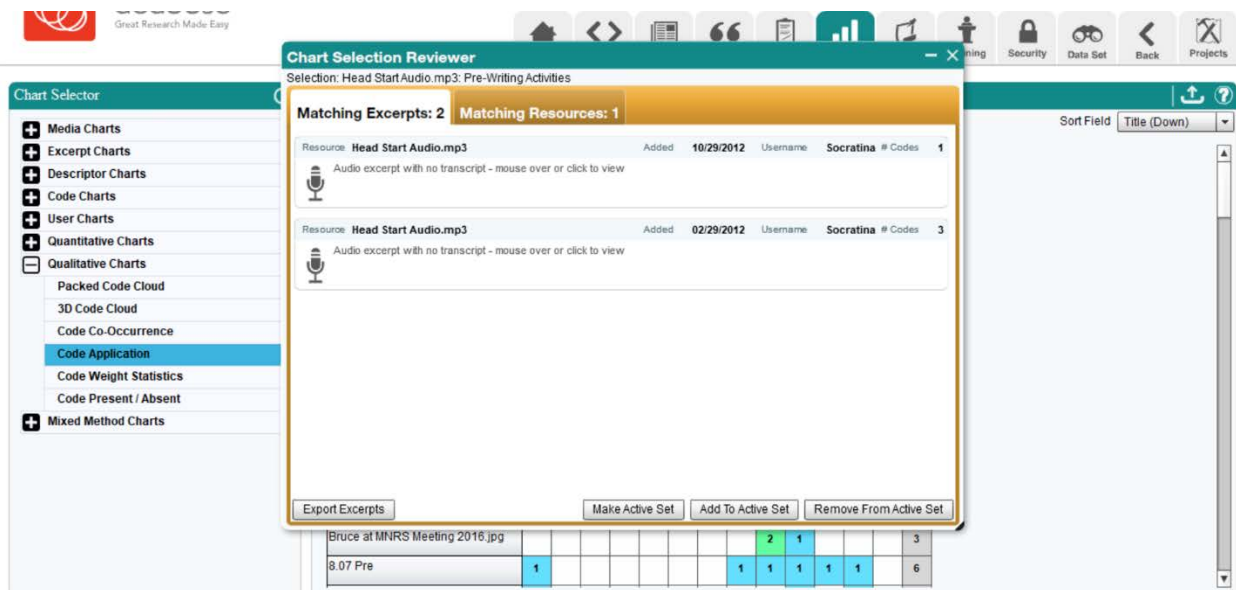 Great Research Made Easy
ning
Security
Data Set
Back
Projects
Chart Selection Reviewer
Selection: Head Start Audio.mp3: Pre-Writing Activities
Chart Selector
Matching Excerpts: 2 Matching Resources: 1
Sort Field Title (Down)
Media Charts
Excerpt Charts
Descriptor Charts
Code Charts
User Charts
Quantitative Charts
Qualitative Charts
Packed Code Cloud
3D Code Cloud
Code Co-Occurrence
Code Application
Code Weight Statistics
Code Present / Absent
Mixed Method Charts
Resource Head Start Audio.mp3 Added 10/29/2012 Username Socratina # Codes 1
Audio excerpt with no transcript - mouse over or click to view
Resource Head Start Audio.mp3 Added 02/29/2012 Username Socratina # Codes 3
Audio excerpt with no transcript - mouse over or click to view
Export Excerpts Make Active Set Add To Active Set Remove From Active Set
Bruce at MNRS Meeting 2016.jpg 2 1 3
8.07 Pre 1 1 1 1 1 1 6